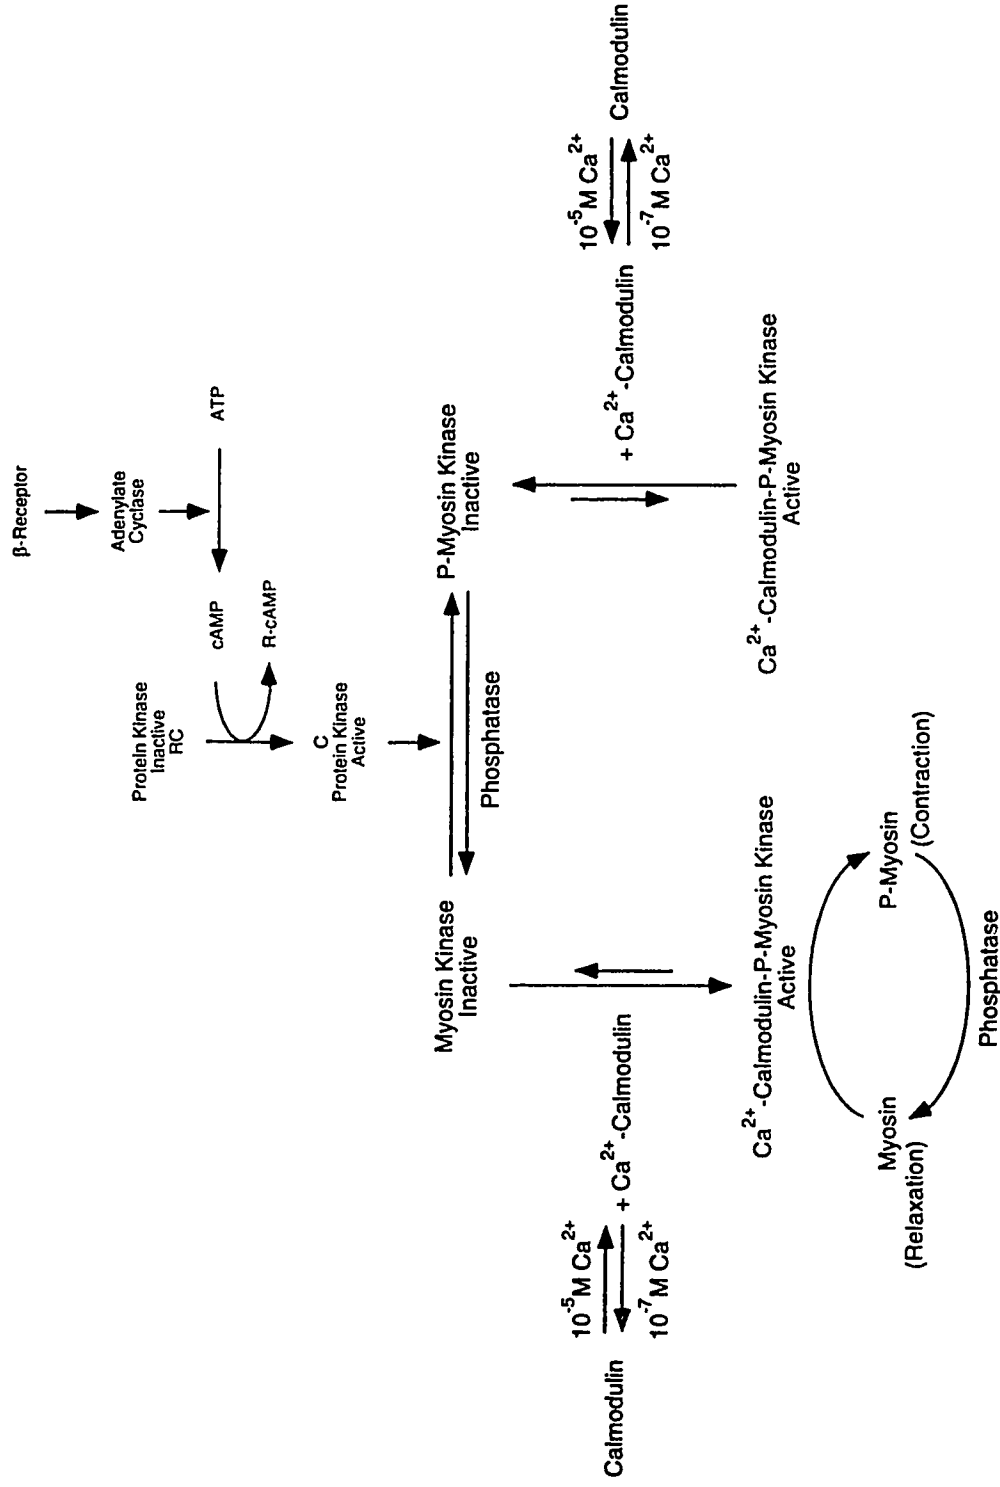 β-Receptor
Adenylate
Cyclase
ATP
cAMP
R-cAMP
Protein Kinase
Inactive
RC
C
Protein Kinase
Active
Myosin Kinase
Inactive
Phosphatase
P-Myosin Kinase
Inactive
Calmodulin
10⁻⁵M Ca²⁺
10⁻⁷M Ca²⁺
+ Ca²⁺-Calmodulin
+ Ca²⁺-Calmodulin
10⁻⁵M Ca²⁺
10⁻⁷M Ca²⁺
Calmodulin
Ca²⁺-Calmodulin-P-Myosin Kinase
Active
Ca²⁺-Calmodulin-P-Myosin Kinase
Active
Myosin
(Relaxation)
P-Myosin
(Contraction)
Phosphatase